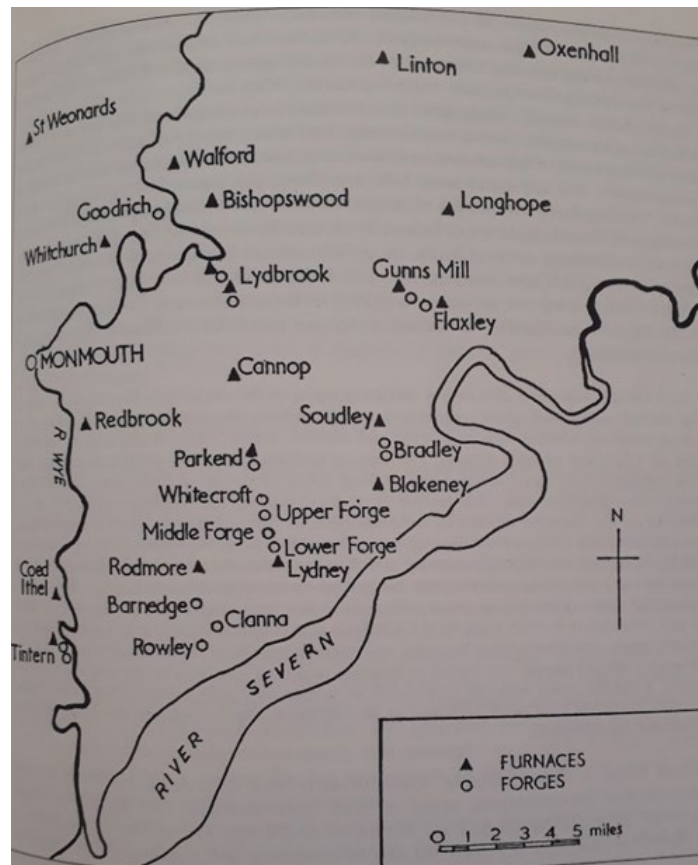 Oxenhall
Linton
St Weonards
Walford
Bishopswood
Goodrich
Longhope
Whitchurch
Lydbrook
Gunns Mill
Flaxley
MONMOUTH
Cannop
Redbrook
Soudley
R WYE
Bradley
Parkend
Blakeney
Whitecroft
Upper Forge
N
Middle Forge
Lower Forge
Coed
Ithel
Rodmore
Lydney
Barnedge
Clanna
Tintern
Rowley
RIVER SEVERN
FURNACES
FORGES
0 1 2 3 4 5 miles